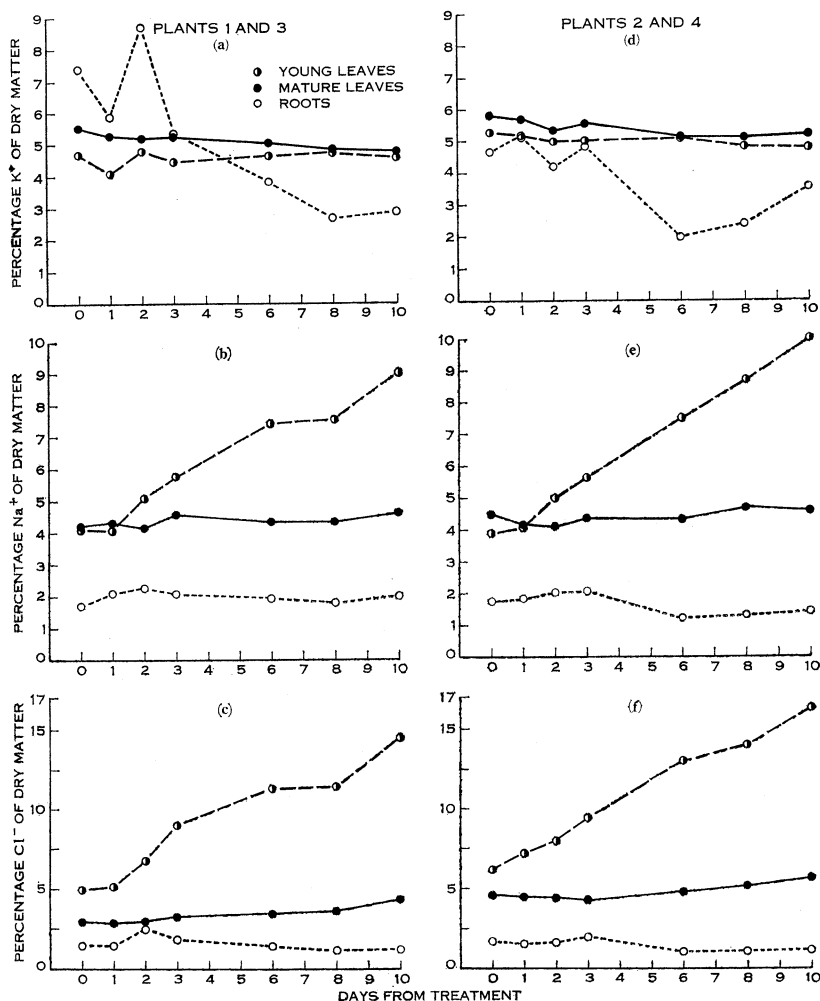 PLANTS 1 AND 3
(a)
YOUNG LEAVES
MATURE LEAVES
ROOTS
PERCENTAGE K+ OF DRY MATTER
9
8
7
6
5
4
3
2
1
0
0 1 2 3 4 5 6 7 8 9 10
PLANTS 2 AND 4
(d)
9
8
7
6
5
4
3
2
1
0
0 1 2 3 4 5 6 7 8 9 10
(b)
PERCENTAGE Na+ OF DRY MATTER
10
9
8
7
6
5
4
3
2
1
0
0 1 2 3 4 5 6 7 8 9 10
(e)
10
9
8
7
6
5
4
3
2
1
0
0 1 2 3 4 5 6 7 8 9 10
(c)
PERCENTAGE Cl− OF DRY MATTER
17
15
10
5
0
0 1 2 3 4 5 6 7 8 9 10
(f)
17
15
10
5
0
0 1 2 3 4 5 6 7 8 9 10
DAYS FROM TREATMENT